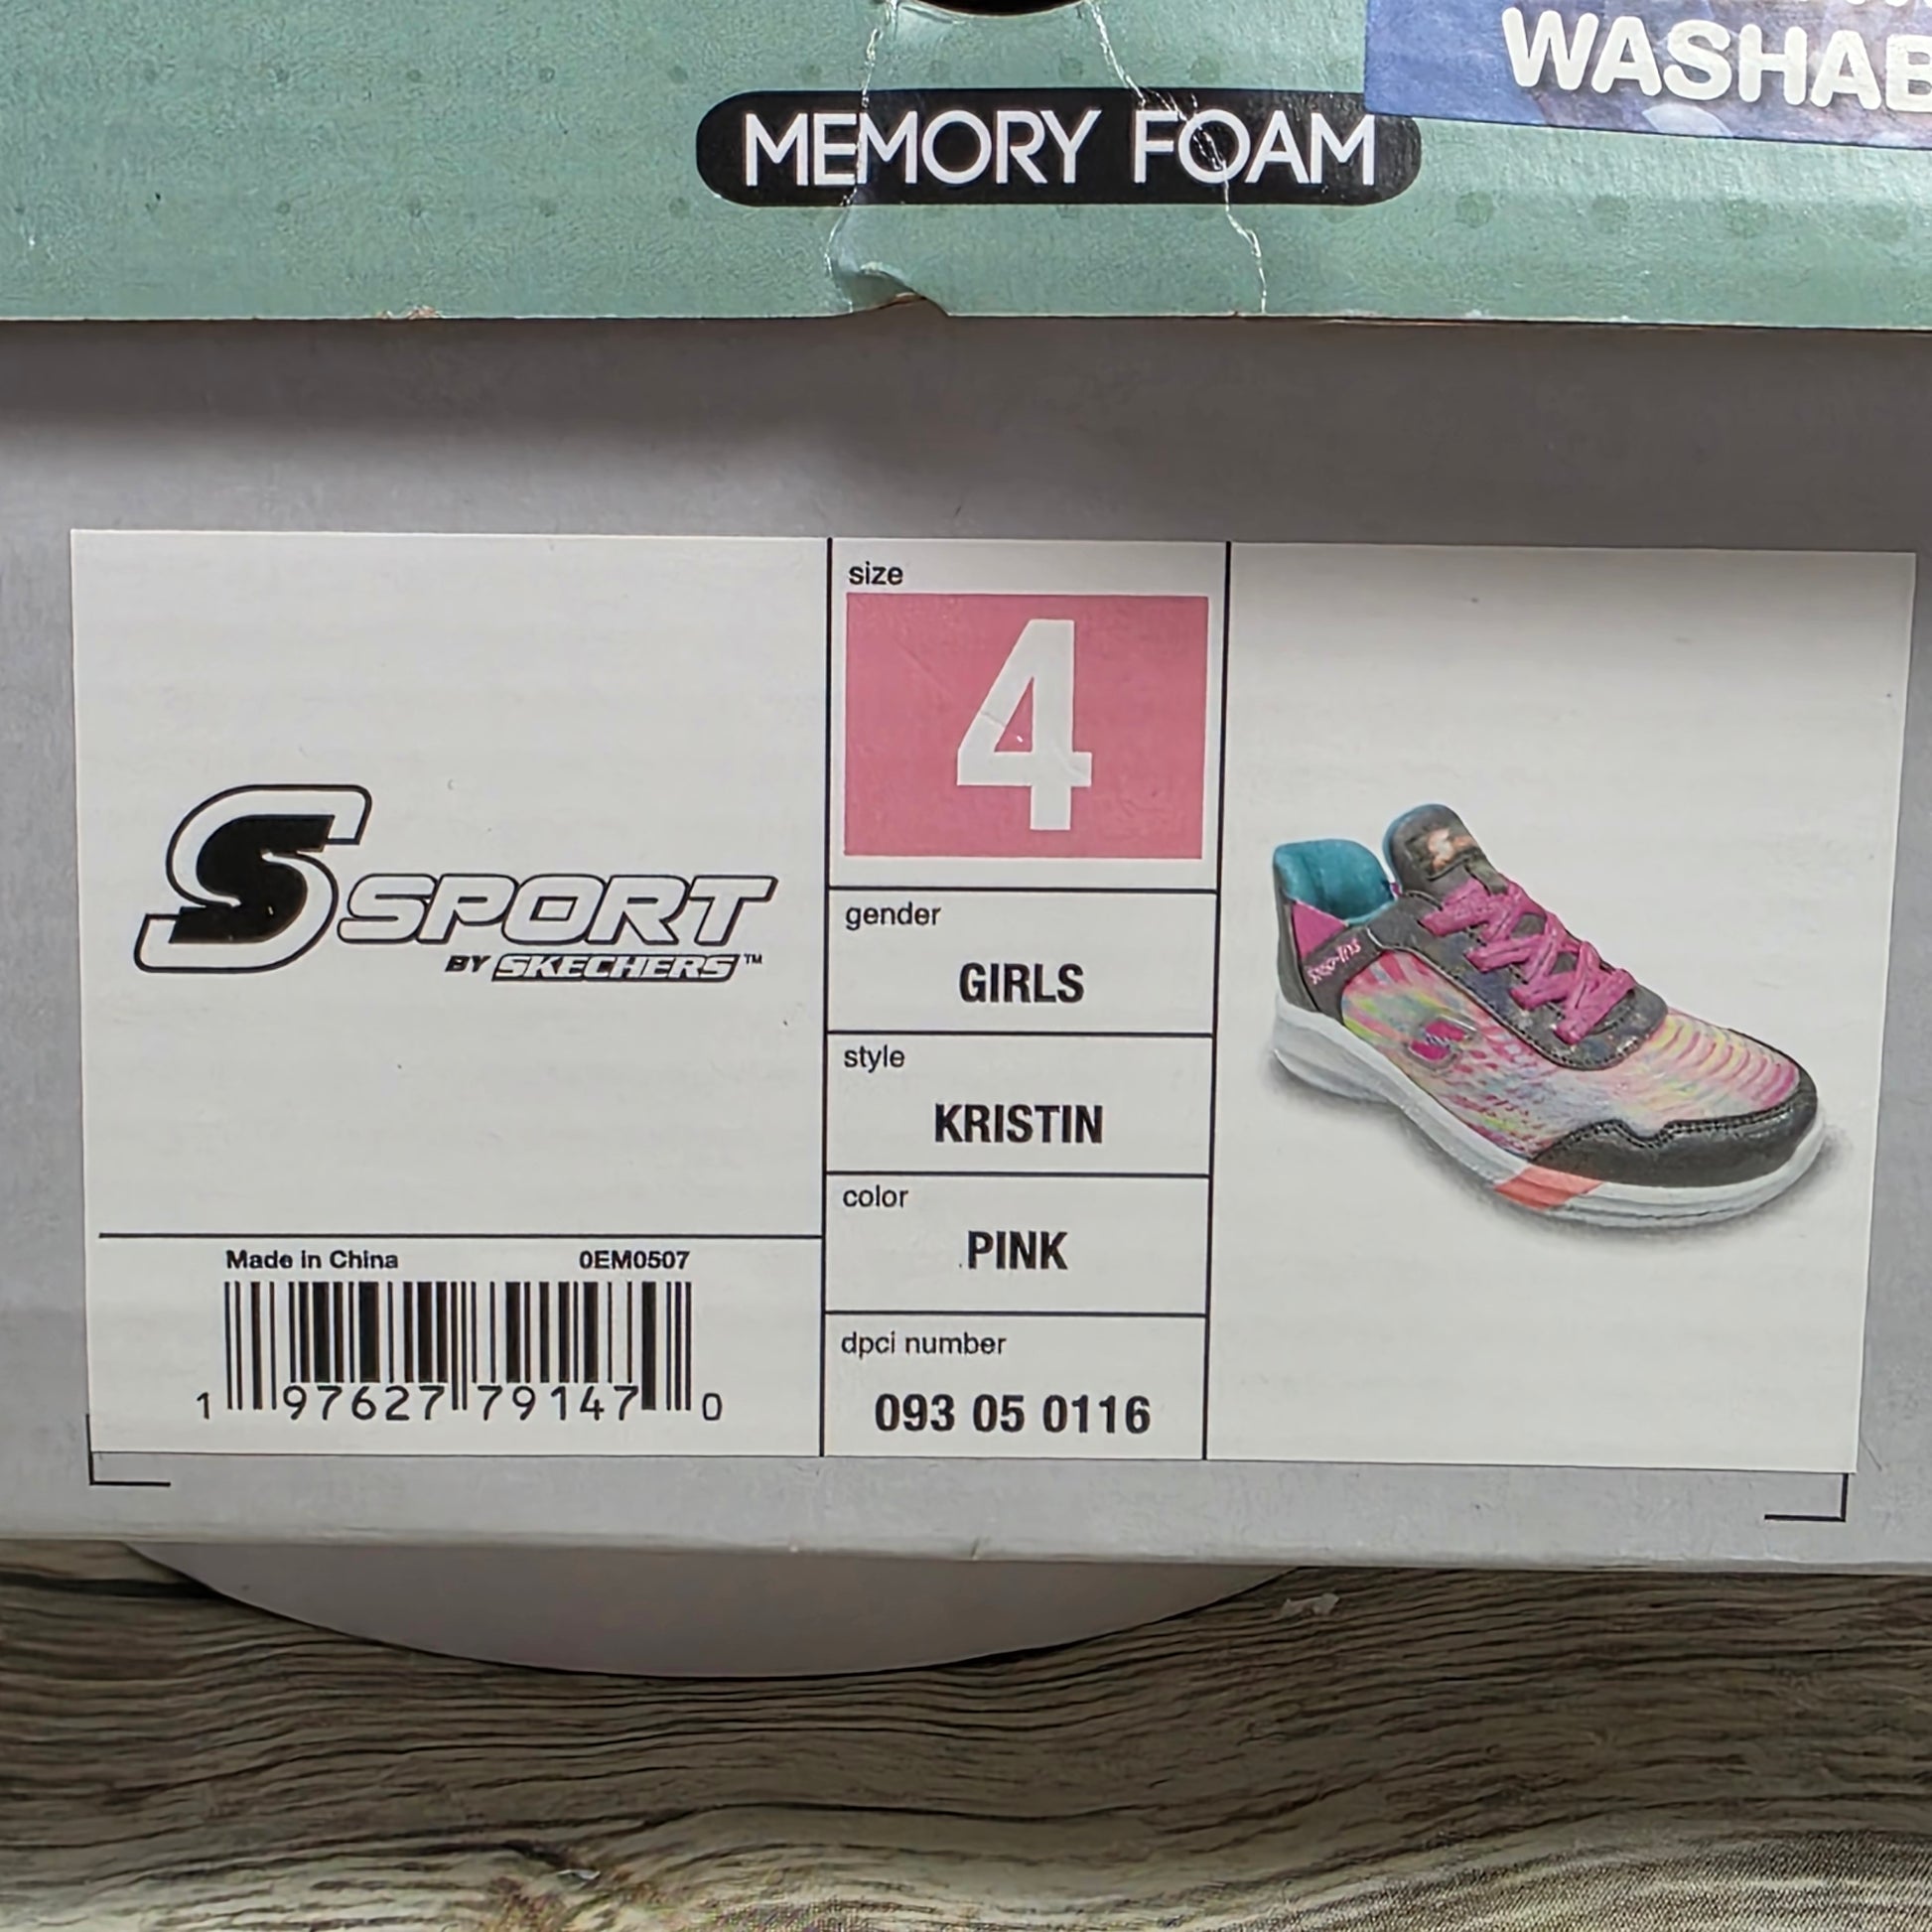 WASHAB
MEMORY FOAM
S SPORT
BY SKECHERS™
size
4
gender
GIRLS
style
KRISTIN
color
PINK
dpci number
093 05 0116
Made in China 0EM0507
1 97627 79147 0